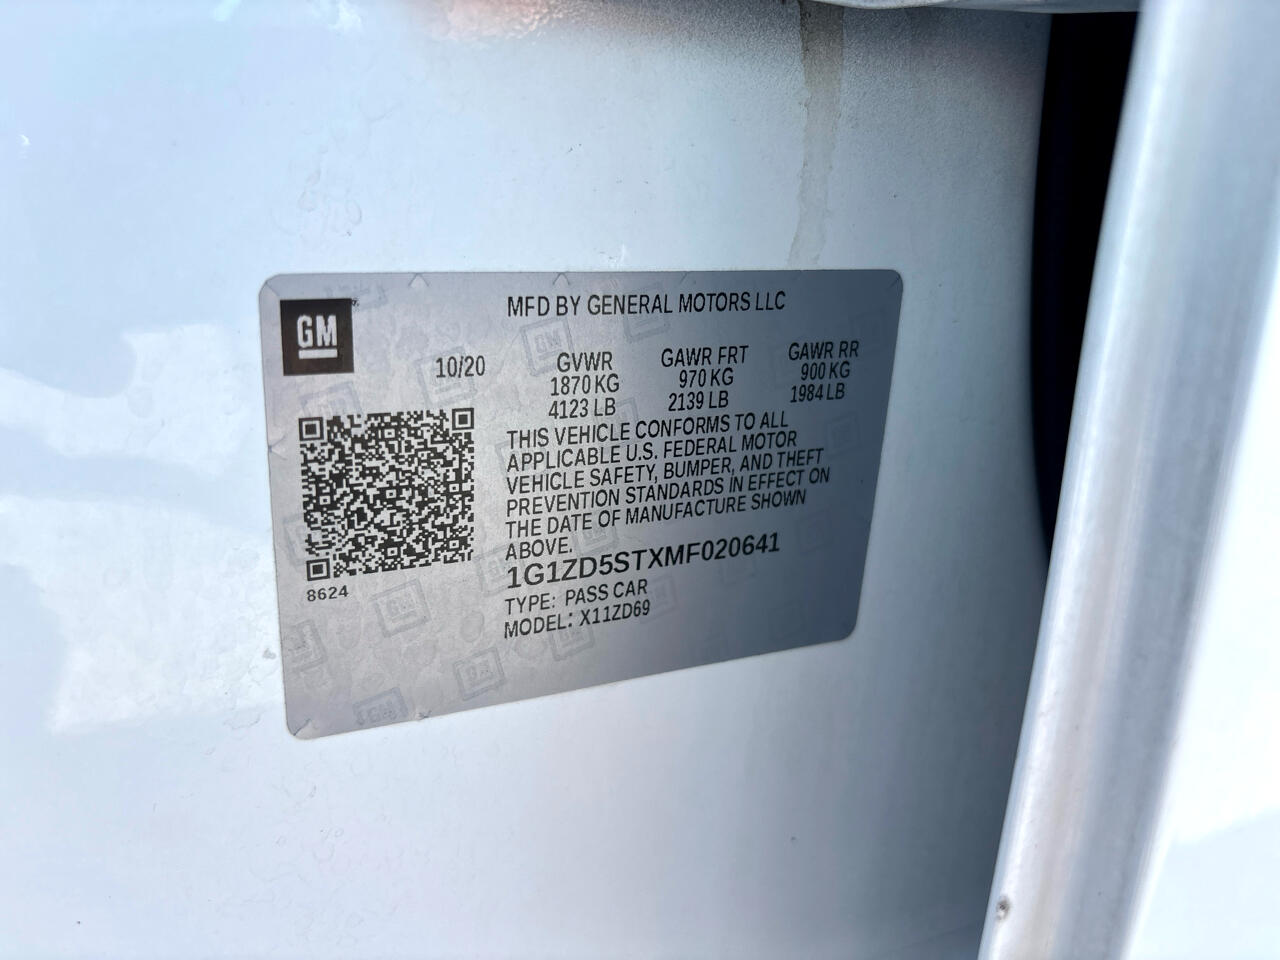 GM
MFD BY GENERAL MOTORS LLC
10/20
GVWR
1870 KG
4123 LB
GAWR FRT
970 KG
2139 LB
GAWR RR
900 KG
1984 LB
THIS VEHICLE CONFORMS TO ALL
APPLICABLE U.S. FEDERAL MOTOR
VEHICLE SAFETY, BUMPER, AND THEFT
PREVENTION STANDARDS IN EFFECT ON
THE DATE OF MANUFACTURE SHOWN
ABOVE.
1G1ZD5STXMF020641
TYPE: PASS CAR
MODEL: X11ZD69
8624